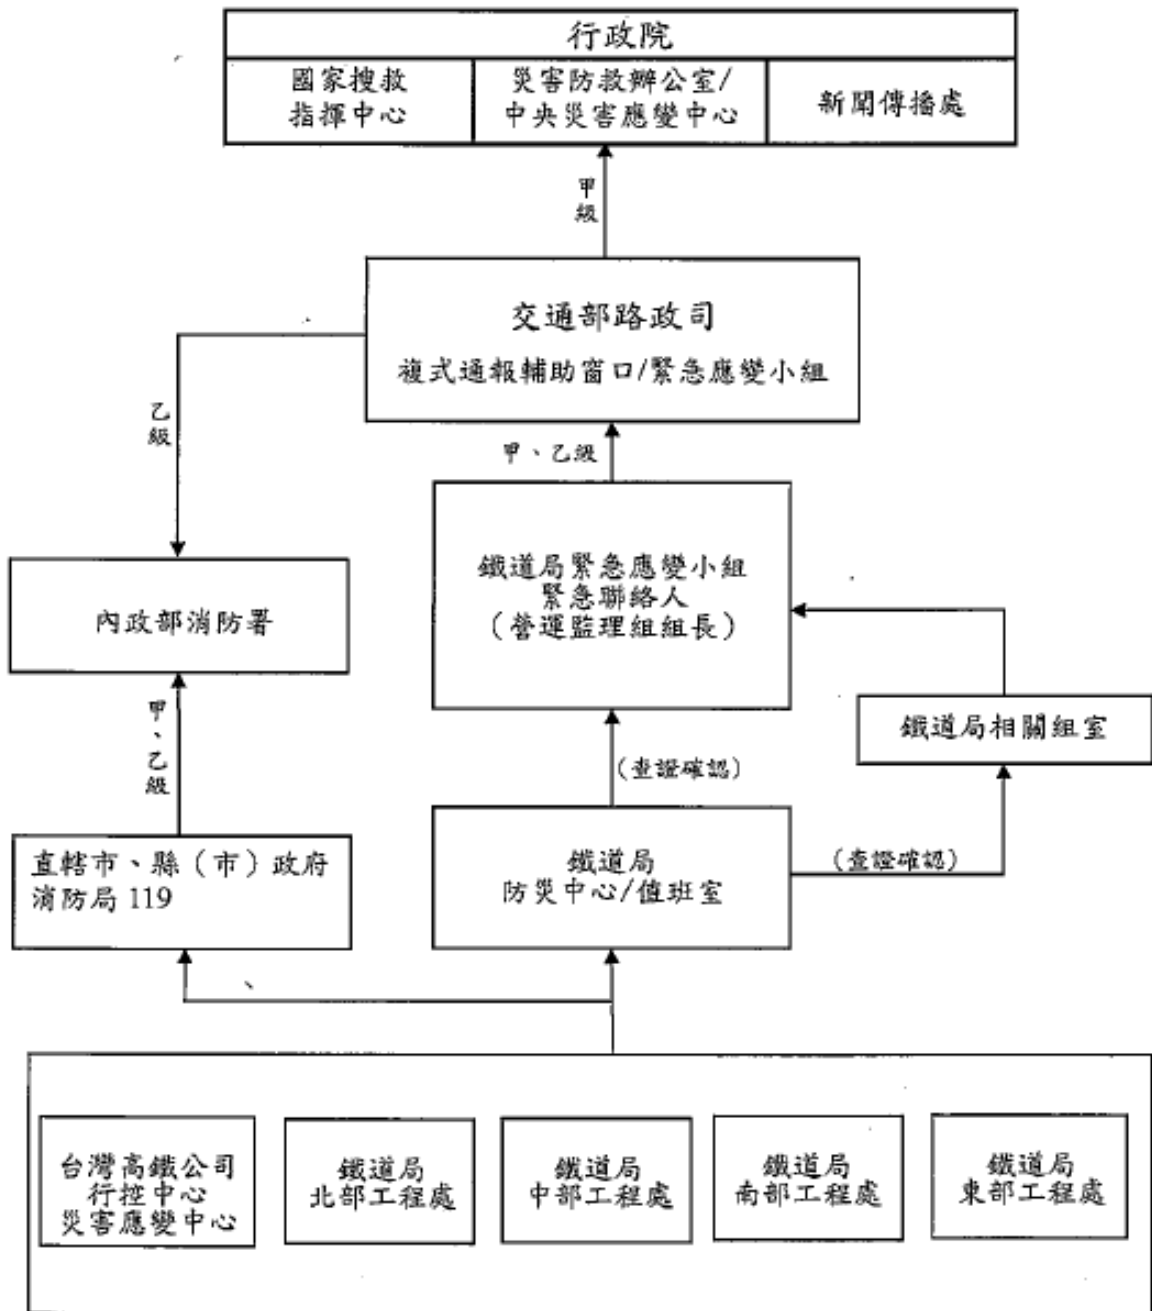 行政院
國家搜救
指揮中心
災害防救辦公室/
中央災害應變中心
新聞傳播處
甲級
交通部路政司
複式通報輔助窗口/緊急應變小組
乙級
甲、乙級
鐵道局緊急應變小組
緊急聯絡人
(營運監理組組長)
內政部消防署
鐵道局相關組室
甲、乙級
(查證確認)
直轄市、縣(市)政府
消防局 119
鐵道局
防災中心/值班室
(查證確認)
台灣高鐵公司
行控中心
災害應變中心
鐵道局
北部工程處
鐵道局
中部工程處
鐵道局
南部工程處
鐵道局
東部工程處